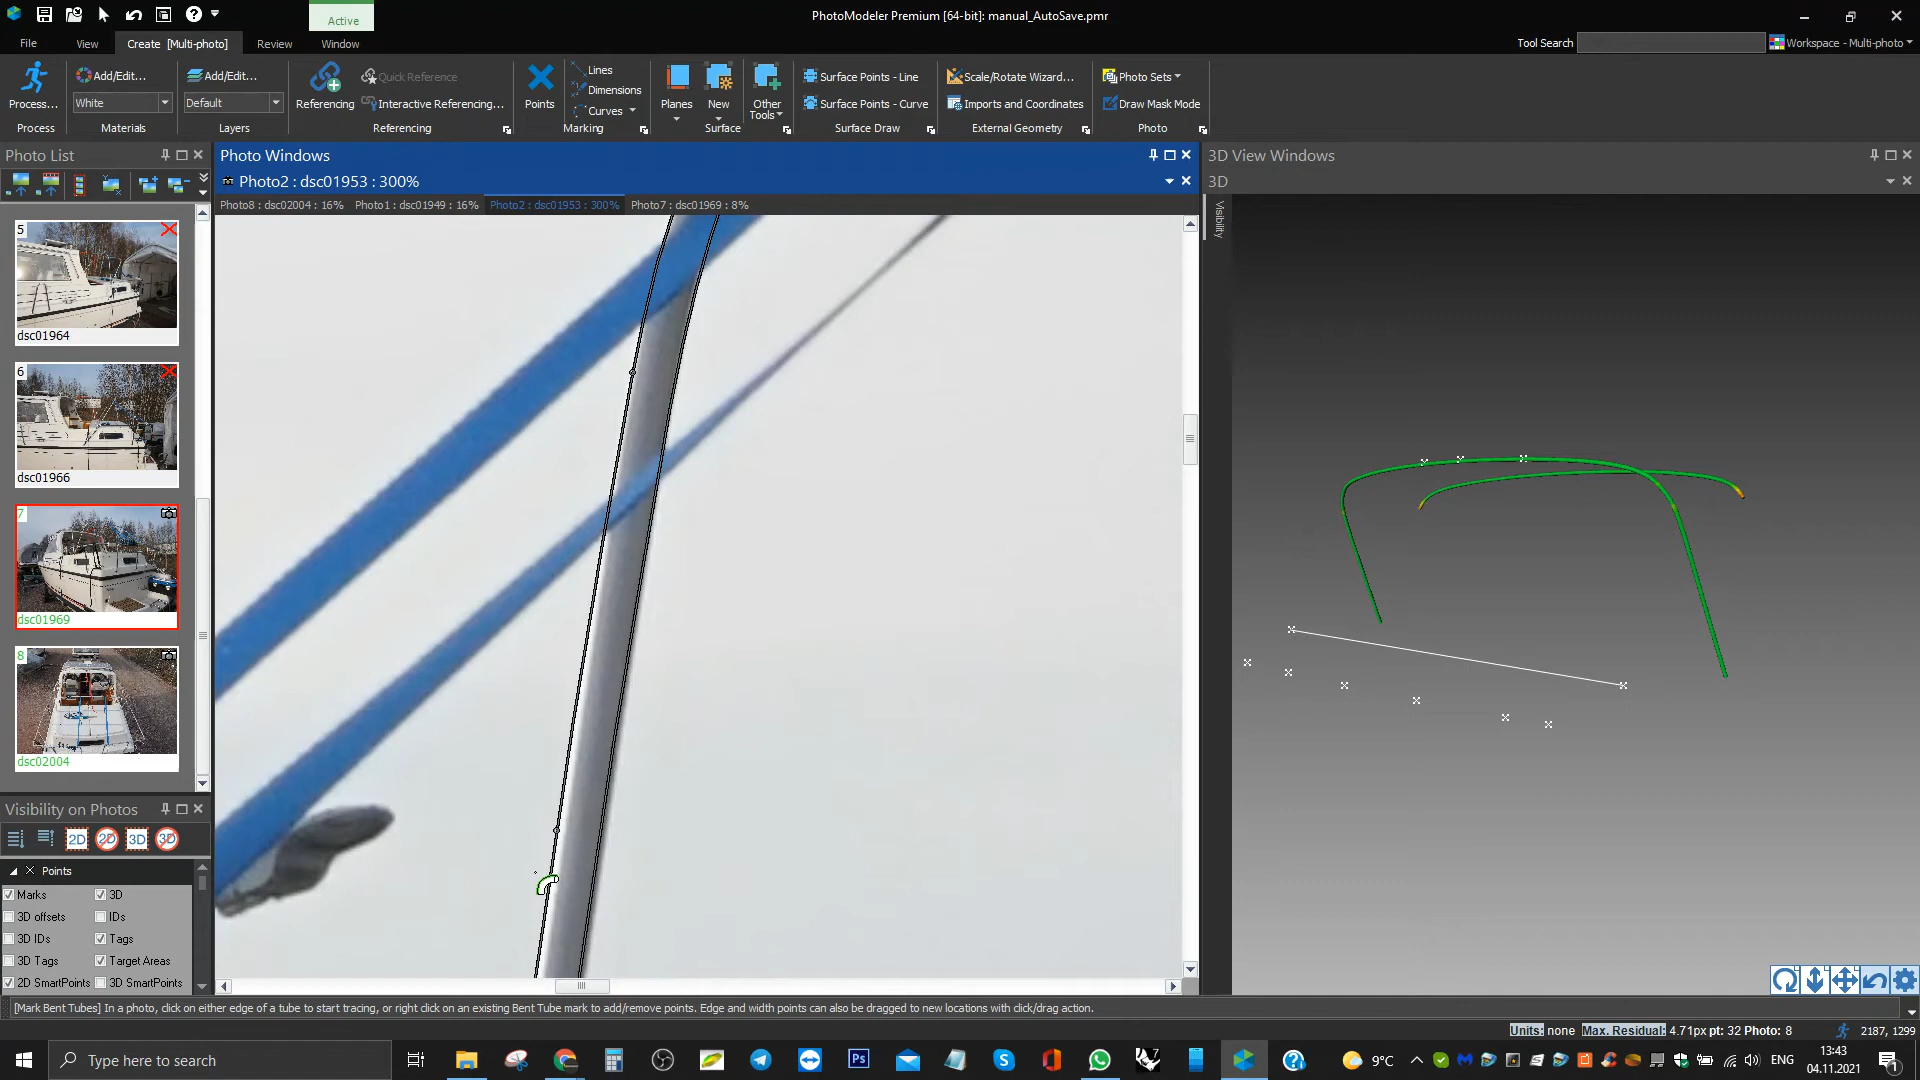 Active
PhotoModeler Premium [64-bit]: manual_AutoSave.pmr
File
View
Create [Multi-photo]
Review
Window
Tool Search
Workspace - Multi-photo
Process...
Add/Edit...
White
Add/Edit...
Default
Referencing
Quick Reference
Interactive Referencing...
Points
Lines
Dimensions
Curves
Planes
New
Other Tools
Surface Points - Line
Surface Points - Curve
Scale/Rotate Wizard...
Imports and Coordinates
Photo Sets
Draw Mask Mode
Process
Materials
Layers
Referencing
Marking
Surface
Surface Draw
External Geometry
Photo
Photo List
Photo Windows
3D View Windows
Photo2 : dsc01953 : 300%
3D
Photo8 : dsc02004 : 16%
Photo1 : dsc01949 : 16%
Photo2 : dsc01953 : 300%
Photo7 : dsc01969 : 8%
Visibility
5
dsc01964
6
dsc01966
7
dsc01969
8
dsc02004
Visibility on Photos
2D
2D
3D
3D
Points
Marks
3D
3D offsets
IDs
3D IDs
Tags
3D Tags
Target Areas
2D SmartPoints
3D SmartPoints
[Mark Bent Tubes] In a photo, click on either edge of a tube to start tracing, or right click on an existing Bent Tube mark to add/remove points. Edge and width points can also be dragged to new locations with click/drag action.
Units: none Max. Residual: 4.71px pt: 32 Photo: 8
2187, 1299
Type here to search
Ps
9°C
ENG
13:43
04.11.2021
1